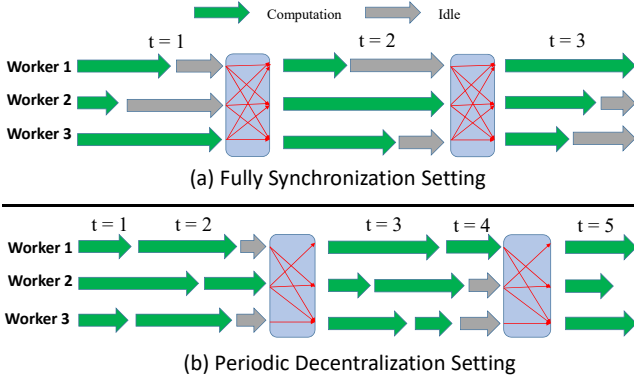 Computation Idle
t = 1 t = 2 t = 3
Worker 1
Worker 2
Worker 3
(a) Fully Synchronization Setting
t = 1 t = 2 t = 3 t = 4 t = 5
Worker 1
Worker 2
Worker 3
(b) Periodic Decentralization Setting